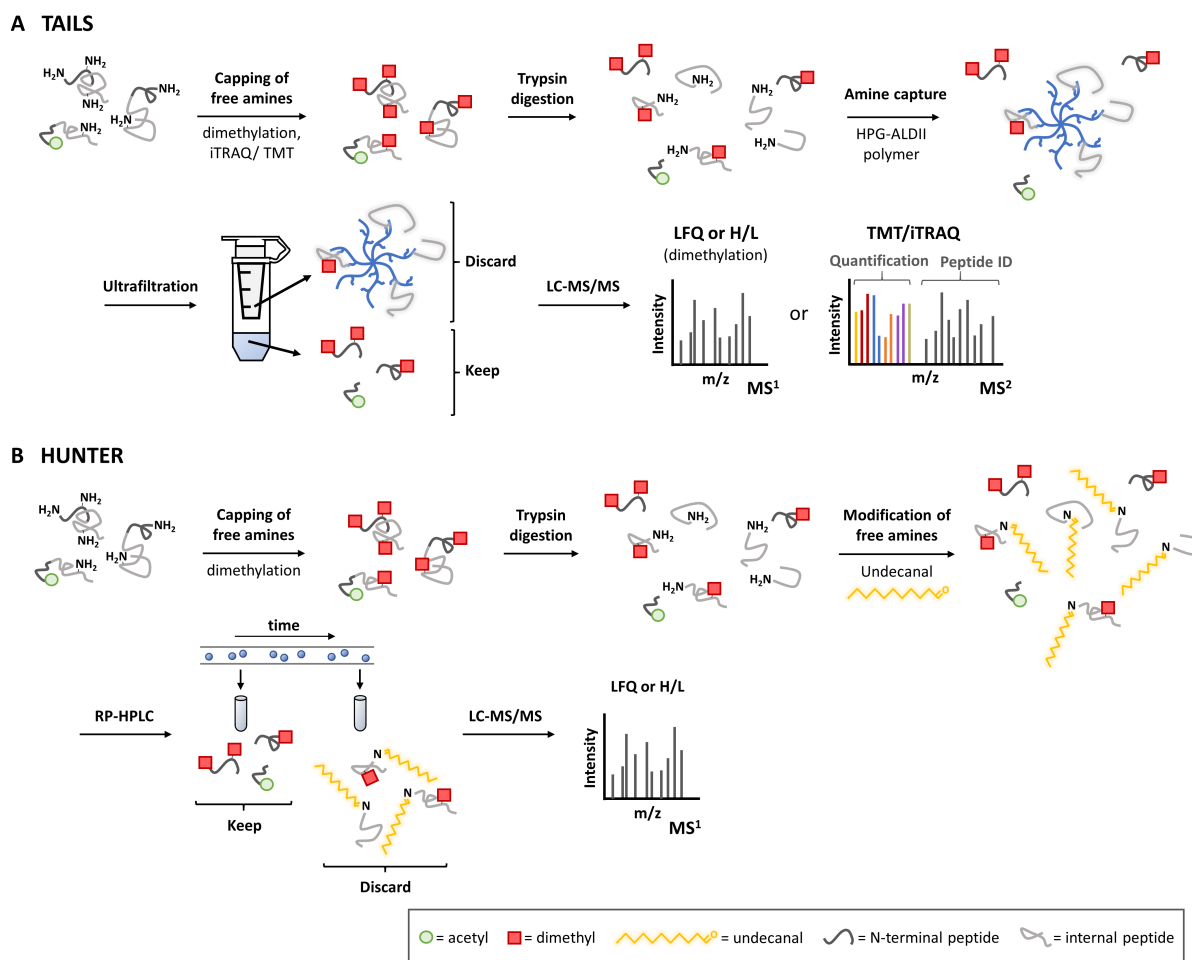 A TAILS
NH2
H2N
NH2
NH2
NH2
H2N
NH2
Capping of
free amines
dimethylation,
iTRAQ/ TMT
Trypsin
digestion
NH2
NH2
NH2
H2N
H2N
Amine capture
HPG-ALDII
polymer
Ultrafiltration
Discard
Keep
LC-MS/MS
LFQ or H/L
(dimethylation)
Intensity
m/z
MS1
or
TMT/iTRAQ
Quantification Peptide ID
Intensity
m/z
MS2
B HUNTER
NH2
H2N
NH2
NH2
NH2
H2N
NH2
Capping of
free amines
dimethylation
Trypsin
digestion
NH2
NH2
NH2
H2N
H2N
Modification of
free amines
Undecanal
O
N
N
N
N
N
time
RP-HPLC
Keep
N
N
N
Discard
LC-MS/MS
LFQ or H/L
Intensity
m/z
MS1
= acetyl = dimethyl O = undecanal = N-terminal peptide = internal peptide